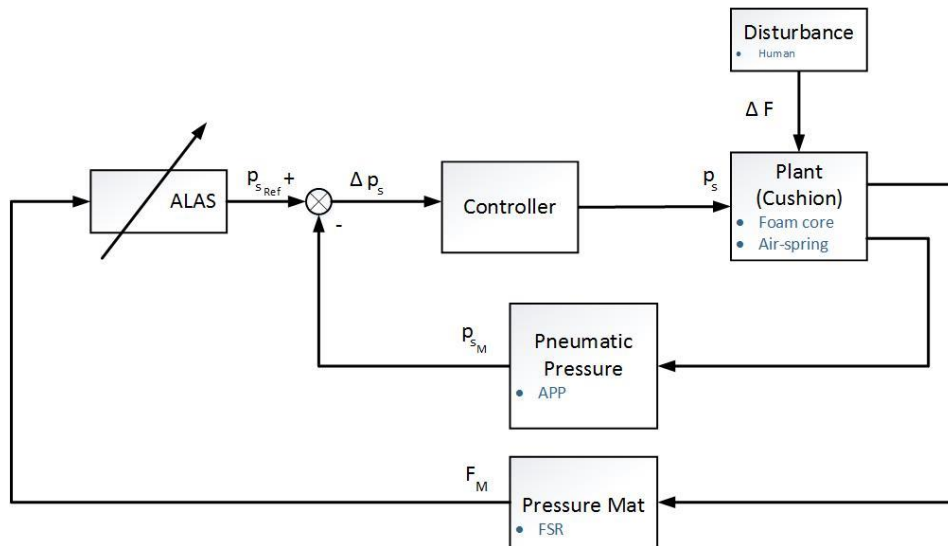 Disturbance
• Human
Δ F
ALAS
p_s_Ref +
-
Δ p_s
Controller
p_s
Plant
(Cushion)
• Foam core
• Air-spring
p_s_M
Pneumatic
Pressure
• APP
F_M
Pressure Mat
• FSR